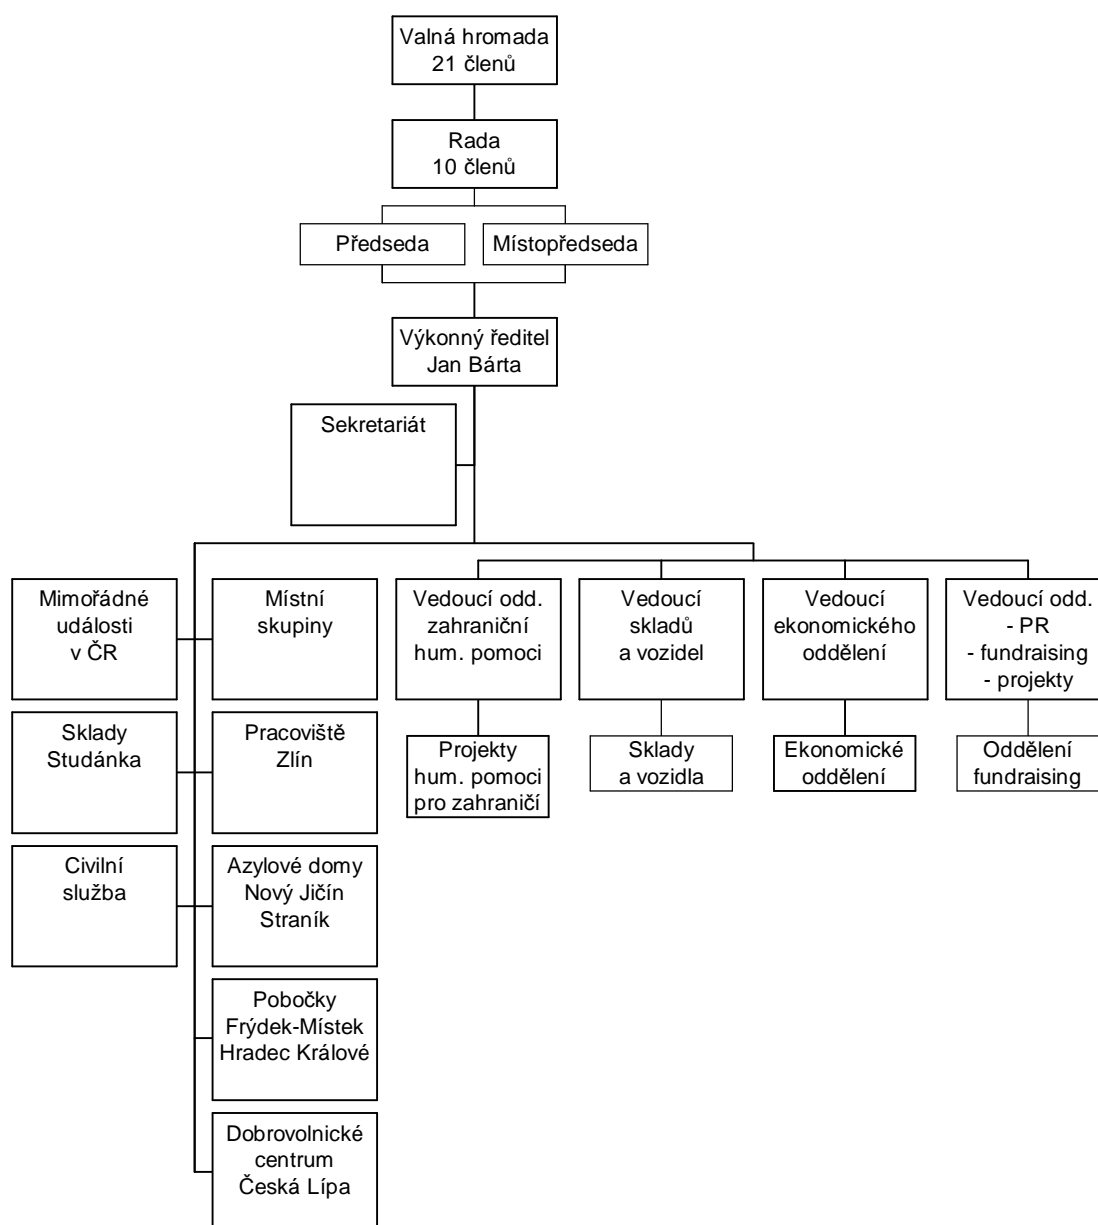 Valná hromada
21 členů
Rada
10 členů
Předseda
Místopředseda
Výkonný ředitel
Jan Bárta
Sekretariát
Mimořádné
události
v ČR
Místní
skupiny
Vedoucí odd.
zahraniční
hum. pomoci
Vedoucí
skladů
a vozidel
Vedoucí
ekonomického
oddělení
Vedoucí odd.
- PR
- fundraising
- projekty
Sklady
Studánka
Pracoviště
Zlín
Projekty
hum. pomoci
pro zahraničí
Sklady
a vozidla
Ekonomické
oddělení
Oddělení
fundraising
Civilní
služba
Azylové domy
Nový Jičín
Straník
Pobočky
Frýdek-Místek
Hradec Králové
Dobrovolnické
centrum
Česká Lípa